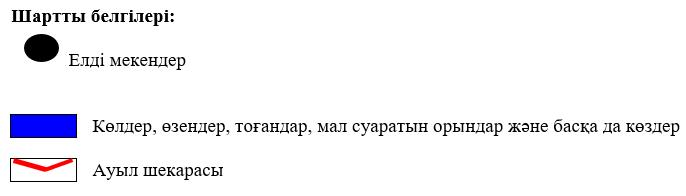 Шартты белгілері:
Елді мекендер
Көлдер, өзендер, тоғандар, мал суаратын орындар және басқа да көздер
Ауыл шекарасы